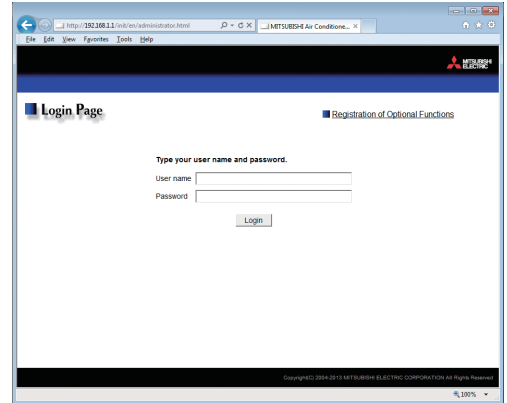 http://192.168.1.1/init/en/administrator.html
MITSUBISHI Air Conditione...
File Edit View Favorites Tools Help
MITSUBISHI
ELECTRIC
Login Page
Registration of Optional Functions
Type your user name and password.
User name
Password
Login
Copyright(C) 2004-2013 MITSUBISHI ELECTRIC CORPORATION All Rights Reserved
100%